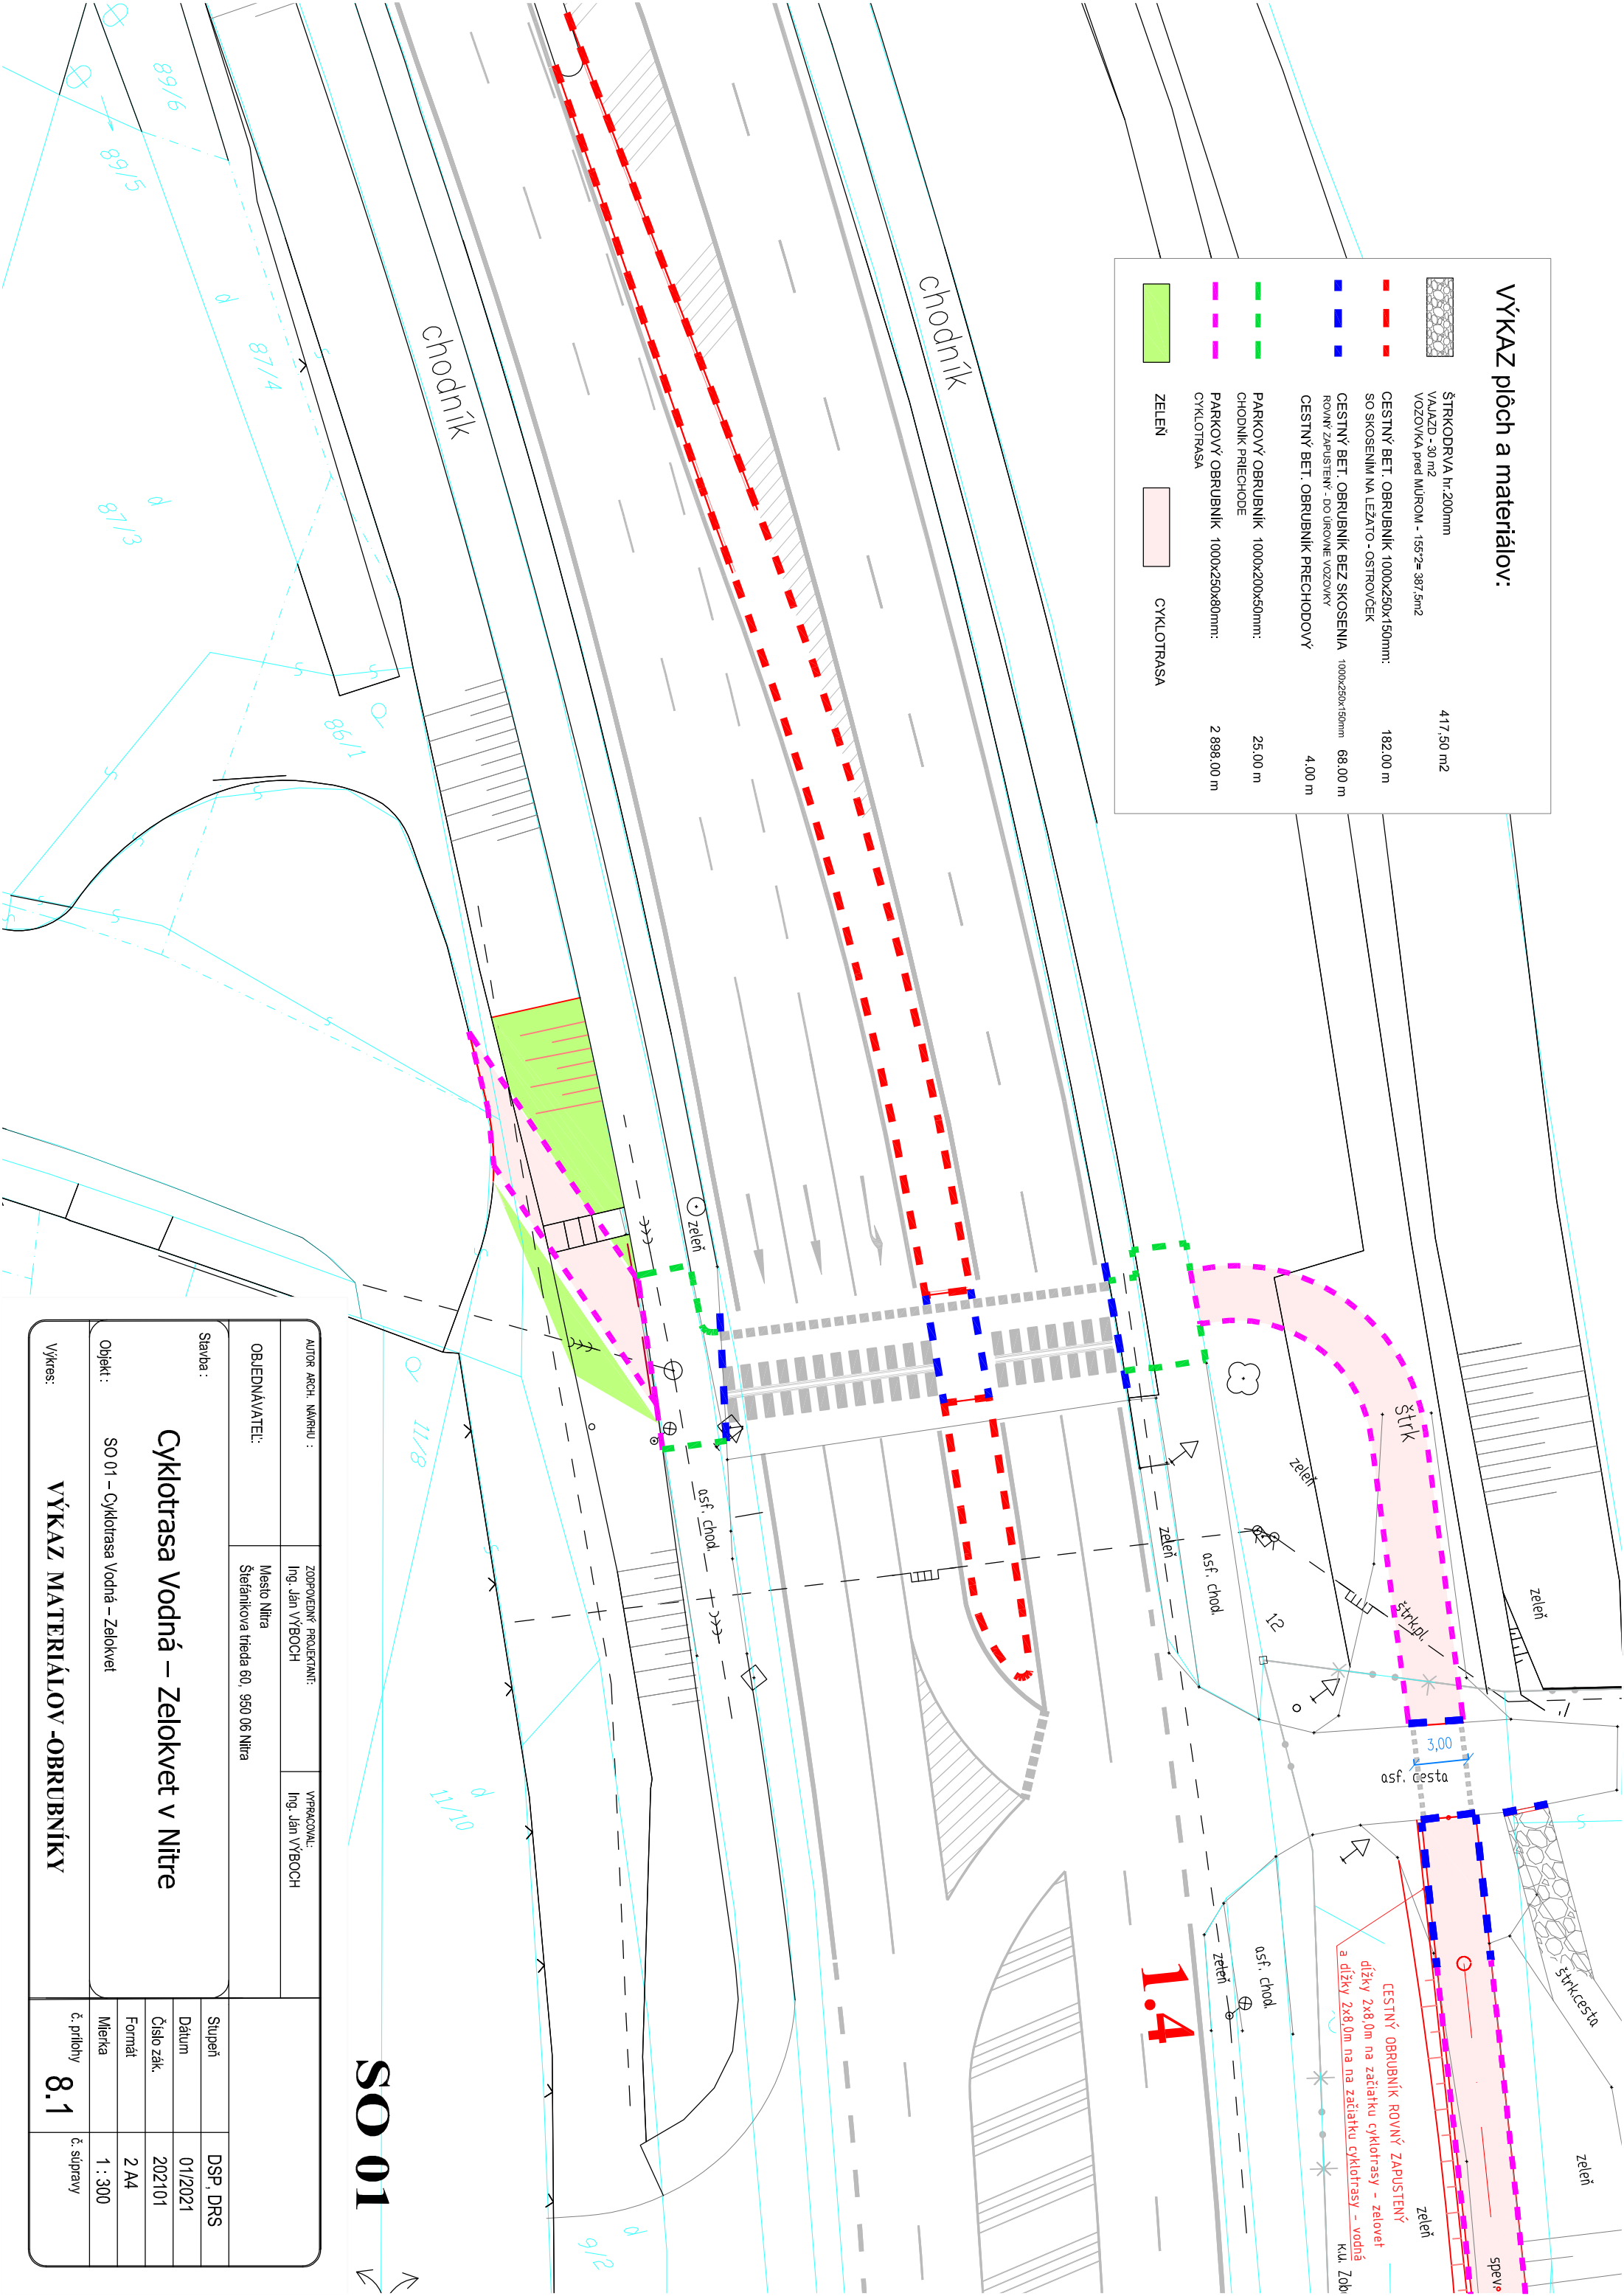 VÝKAZ plôch a materiálov:
ŠTRKODRVA hr.200mm 417,50 m2
VAJAZD - 30 m2
VOZOVKA pred MÚROM - 155*2= 387,5m2
CESTNÝ BET. OBRUBNÍK 1000x250x150mm: 182.00 m
SO SKOSENÍM NA LEŽATO - OSTROVČEK
CESTNÝ BET. OBRUBNÍK BEZ SKOSENIA 1000x250x150mm 68.00 m
ROVNÝ ZAPUSTENÝ - DO ÚROVNE VOZOVKY
CESTNÝ BET. OBRUBNÍK PRECHODOVÝ 4.00 m
PARKOVÝ OBRUBNÍK 1000x200x50mm: 25.00 m
CHODNÍK PRIECHODE
PARKOVÝ OBRUBNÍK 1000x250x80mm: 2 898.00 m
CYKLOTRASA
ZELEŇ CYKLOTRASA
chodník
chodník
89/6
89/5
d
87/4
d
87/3
86/1
zeleň
štrk
zeleň
zeleň
štrk.pl.
zeleň
asf. chod.
12
asf. chod.
3,00
asf. cesta
štrk.cesta
zeleň
asf. chod.
zeleň
zeleň
spev.
1.4
CESTNÝ OBRUBNÍK ROVNÝ ZAPUSTENÝ
dĺžky 2x8,0m na začiatku cyklotrasy - zelovet
a dĺžky 2x8,0m na na začiatku cyklotrasy - vodná
k.ú. Zob
11/8
d
11/10
d
9/2
SO 01
AUTOR ARCH. NÁVRHU :
ZODPOVEDNÝ PROJEKTANT:
Ing. Ján VÝBOCH
VYPRACOVAL:
Ing. Ján VÝBOCH
OBJEDNÁVATEĽ:
Mesto Nitra
Štefánikova trieda 60, 950 06 Nitra
Stavba :
Cyklotrasa Vodná – Zelokvet v Nitre
Objekt :
SO 01 – Cyklotrasa Vodná – Zelokvet
Výkres:
VÝKAZ MATERIÁLOV -OBRUBNÍKY
Stupeň DSP, DRS
Dátum 01/2021
Číslo zák. 202101
Formát 2 A4
Mierka 1 : 300
č. prílohy č. súpravy
8.1